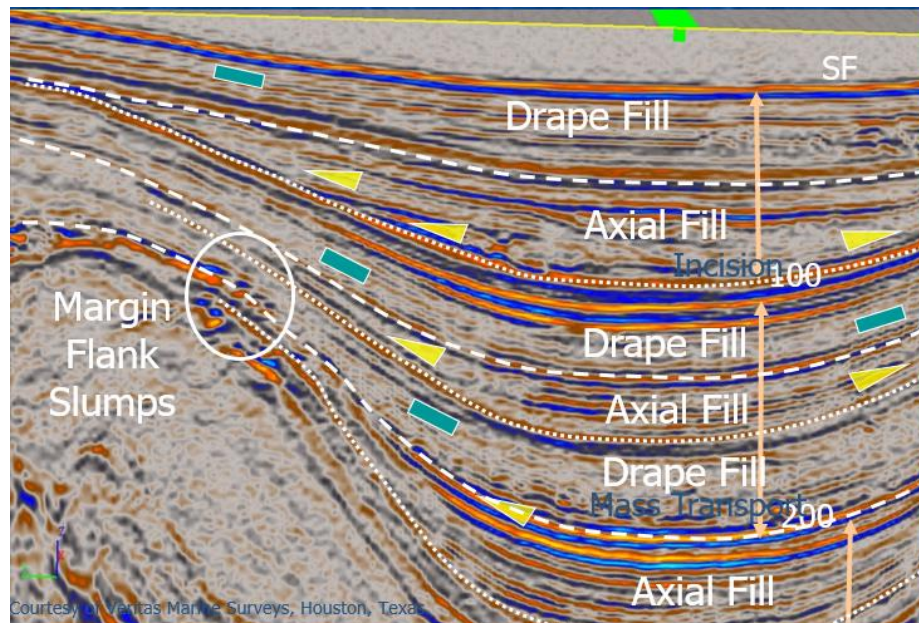 SF
Drape Fill
Axial Fill
Incision
100
Margin
Flank
Slumps
Drape Fill
Axial Fill
Drape Fill
Mass Transport
200
Axial Fill
Courtesy of Veritas Marine Surveys, Houston, Texas